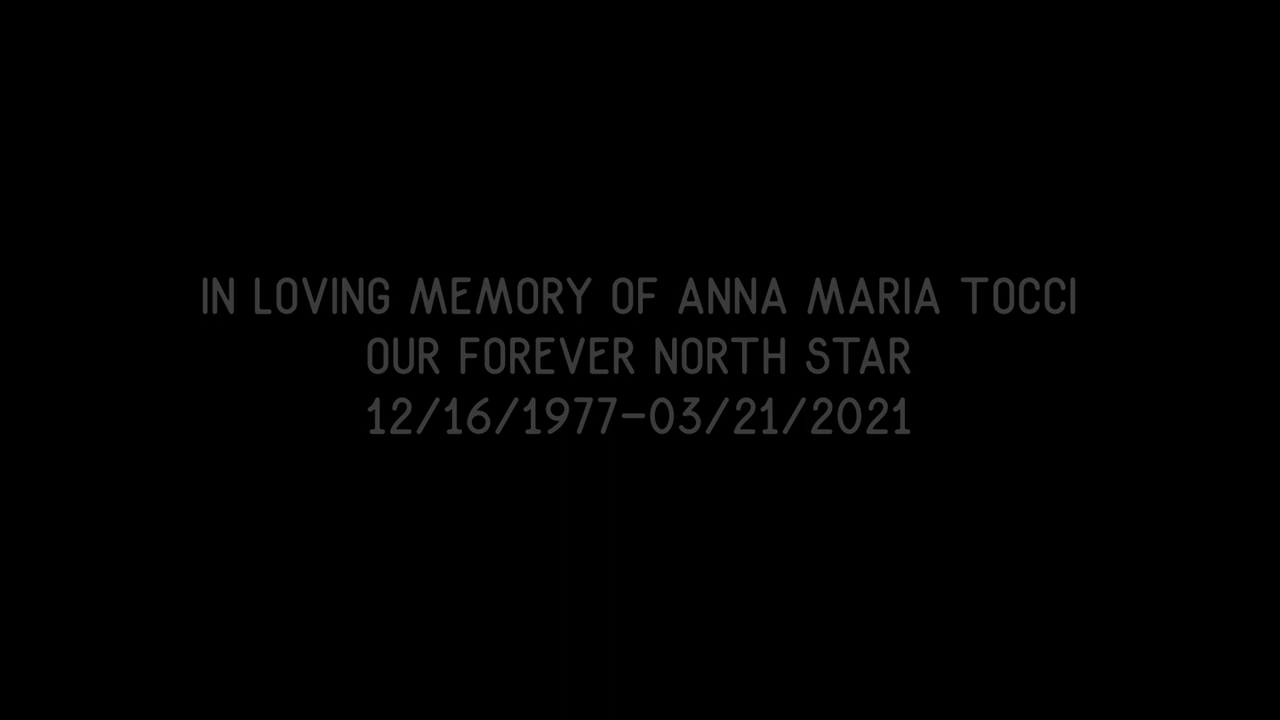 IN LOVING MEMORY OF ANNA MARIA TOCCI
OUR FOREVER NORTH STAR
12/16/1977-03/21/2021